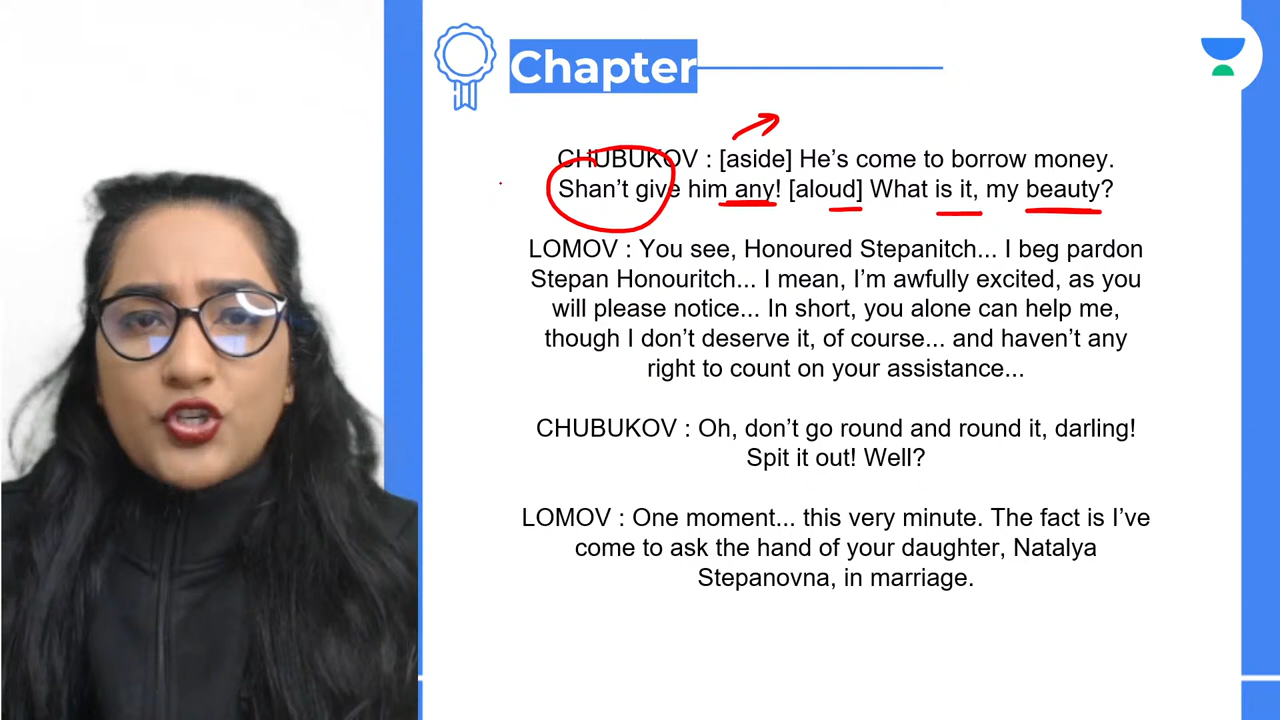 Chapter
CHUBUKOV : [aside] He’s come to borrow money.
Shan’t give him any! [aloud] What is it, my beauty?
LOMOV : You see, Honoured Stepanitch... I beg pardon
Stepan Honouritch... I mean, I’m awfully excited, as you
will please notice... In short, you alone can help me,
though I don’t deserve it, of course... and haven’t any
right to count on your assistance...
CHUBUKOV : Oh, don’t go round and round it, darling!
Spit it out! Well?
LOMOV : One moment... this very minute. The fact is I’ve
come to ask the hand of your daughter, Natalya
Stepanovna, in marriage.